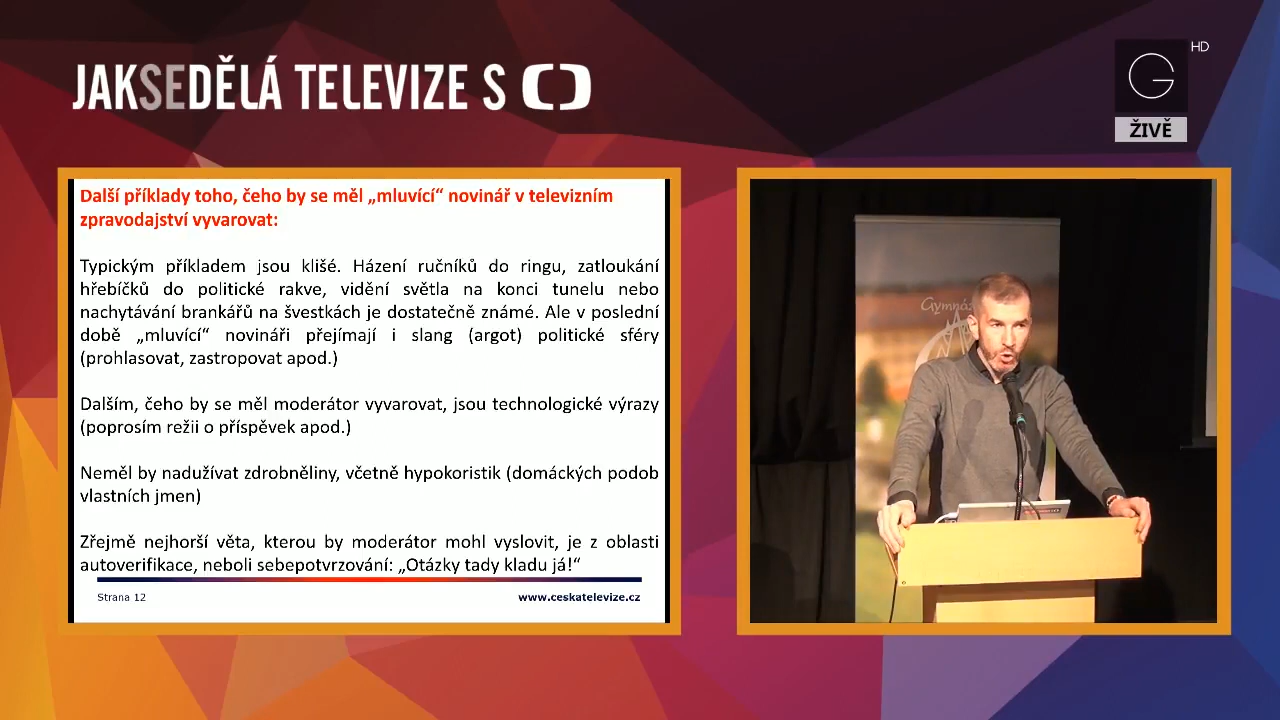 JAKSEDĚLÁ TELEVIZE S
HD
G
ŽIVĚ
Další příklady toho, čeho by se měl „mluvící“ novinář v televizním
zpravodajství vyvarovat:
Typickým příkladem jsou klišé. Házení ručníků do ringu, zatloukání
hřebíčků do politické rakve, vidění světla na konci tunelu nebo
nachytávání brankářů na švestkách je dostatečně známé. Ale v poslední
době „mluvící“ novináři přejímají i slang (argot) politické sféry
(prohlasovat, zastropovat apod.)
Dalším, čeho by se měl moderátor vyvarovat, jsou technologické výrazy
(poprosím režii o příspěvek apod.)
Neměl by nadužívat zdrobněliny, včetně hypokoristik (domáckých podob
vlastních jmen)
Zřejmě nejhorší věta, kterou by moderátor mohl vyslovit, je z oblasti
autoverifikace, neboli sebepotvrzování: „Otázky tady kladu já!“
Strana 12
www.ceskatelevize.cz